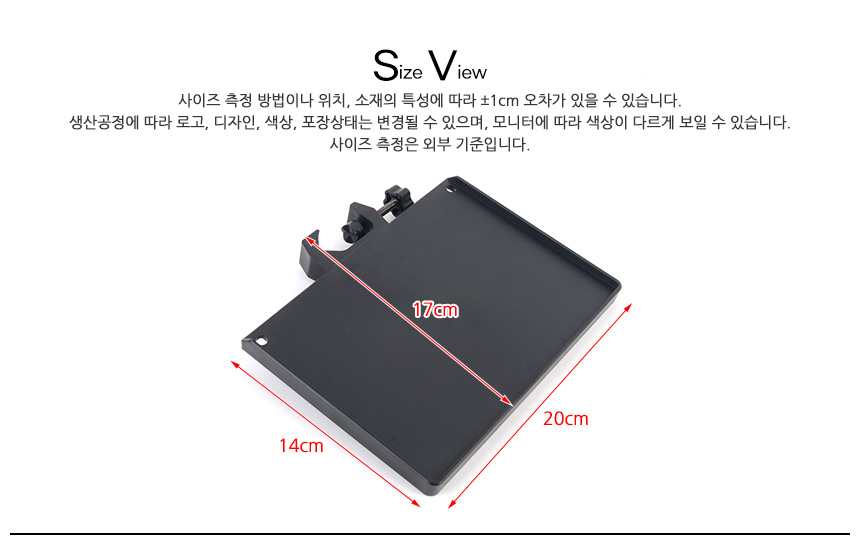 Size View
사이즈 측정 방법이나 위치, 소재의 특성에 따라 ±1cm 오차가 있을 수 있습니다.
생산공정에 따라 로고, 디자인, 색상, 포장상태는 변경될 수 있으며, 모니터에 따라 색상이 다르게 보일 수 있습니다.
사이즈 측정은 외부 기준입니다.
17cm
20cm
14cm